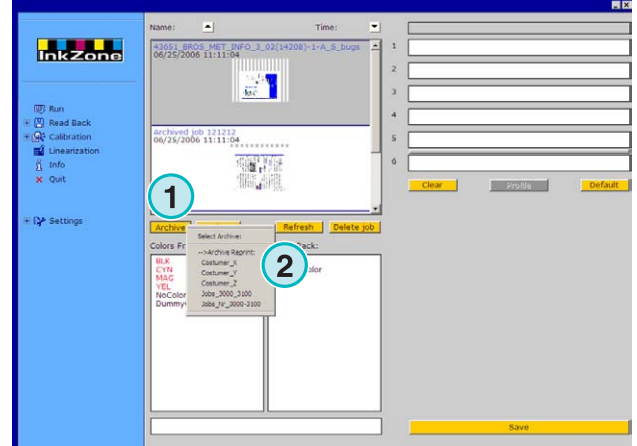 InkZone
Run
Read Back
Calibration
Linearization
Info
Quit
Settings
Name:
Time:
43651_BROS_MET_INFO_3_02(14208)-1-A_S_bugs
06/25/2006 11:11:04
Archived job 121212
06/25/2006 11:11:04
1
Archive
Refresh
Delete job
Select Archive:
-->Archive Reprint:
Costumer_X
Costumer_Y
Costumer_Z
Jobs_3000_3100
Jobs_Nr_3000-3100
2
Colors Fr
Back:
BLK
CYN
MAG
YEL
NoColor
Dummy
olor
1
2
3
4
5
6
Clear
Profile
Default
Save